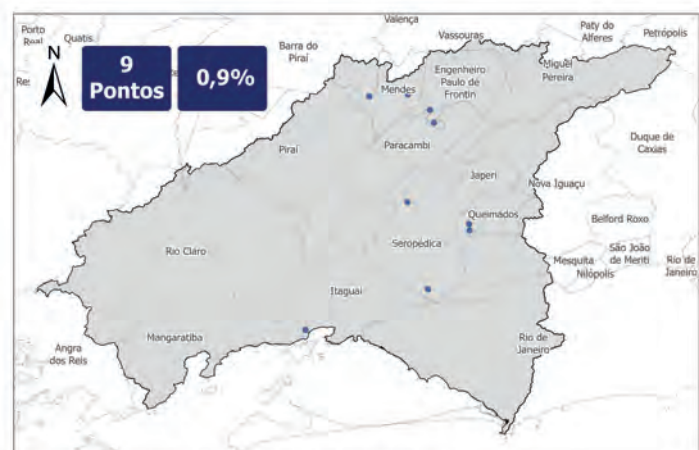 Porto
Real
Quatis
N
9
Pontos
0,9%
Barra do
Piraí
Valença
Vassouras
Paty do
Alferes
Petrópolis
Miguel
Pereira
Engenheiro
Paulo de
Frontin
Mendes
Paracambi
Piraí
Duque de
Caxias
Japeri
Nova Iguaçu
Queimados
Belford Roxo
Seropédica
São João
de Meriti
Rio de
Janeiro
Mesquita
Nilópolis
Rio Claro
Itaguaí
Mangaratiba
Angra
dos Reis
Rio de
Janeiro